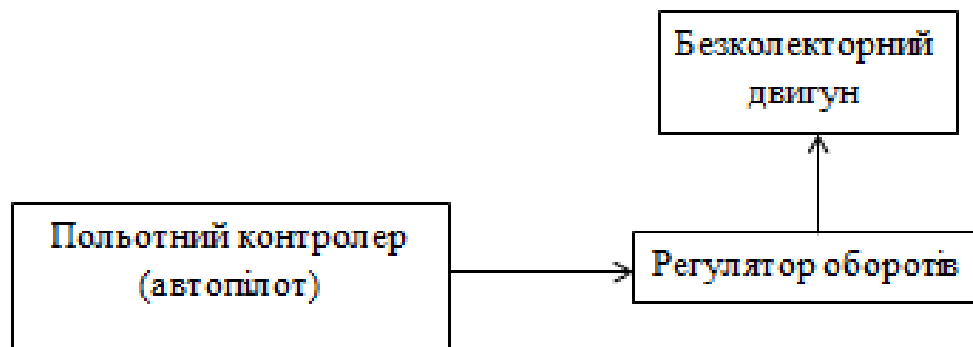 Безколекторний
двигун
Польотний контролер
(автопілот)
Регулятор оборотів